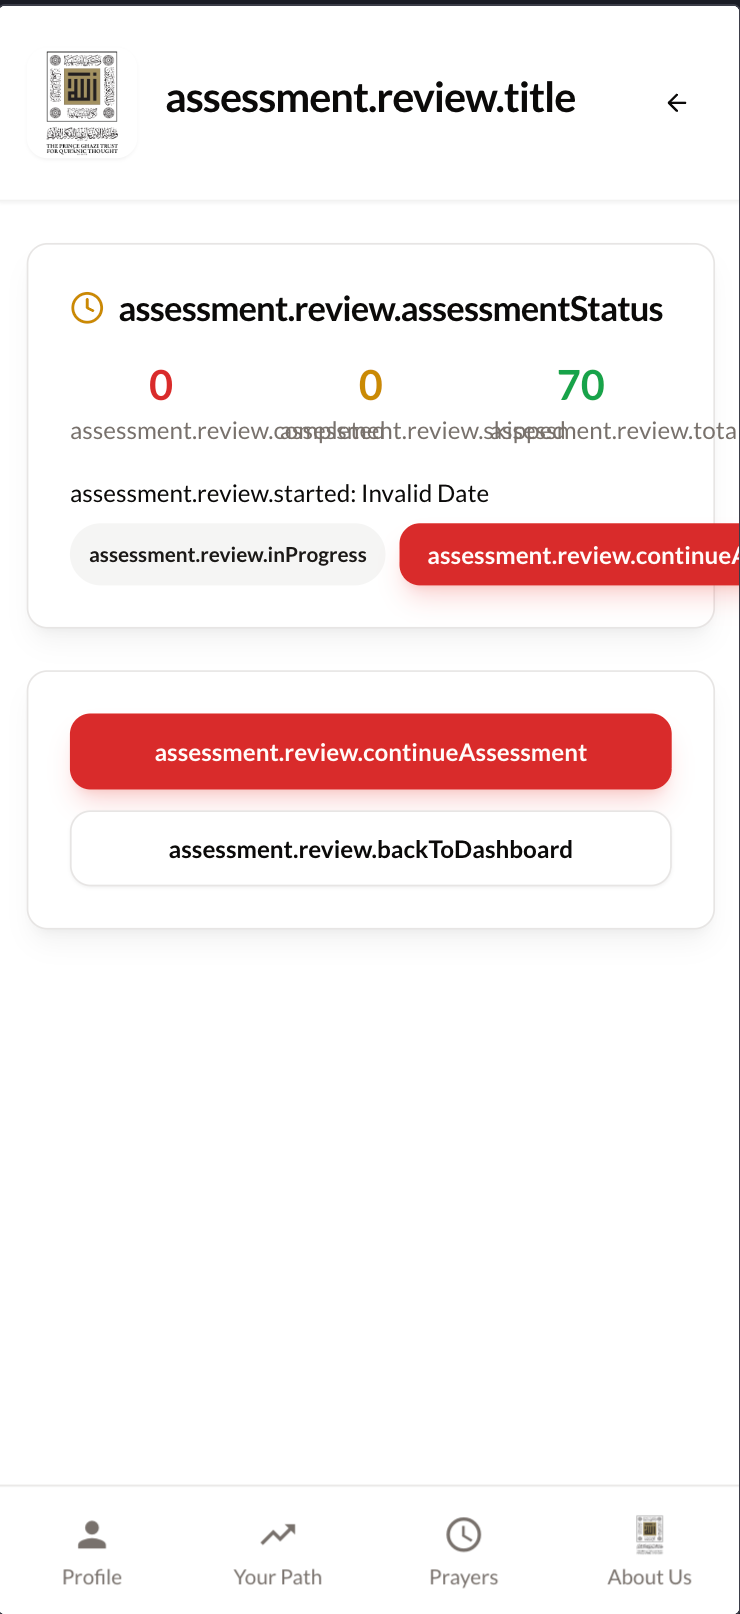 THE PRINCE GHAZI TRUST
FOR QUR'ANIC THOUGHT
assessment.review.title
assessment.review.assessmentStatus
0 0 70
assessment.review.completed assessment.review.skipped assessment.review.tota
assessment.review.started: Invalid Date
assessment.review.inProgress assessment.review.continueA
assessment.review.continueAssessment
assessment.review.backToDashboard
Profile Your Path Prayers About Us